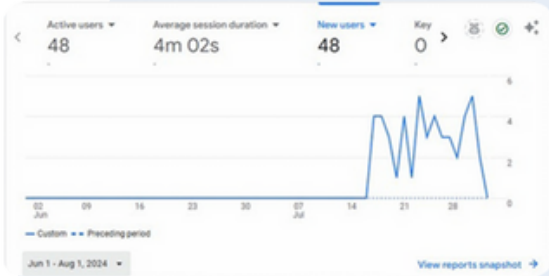 Active users
Average session duration
New users
Key
48
4m 02s
48
0
6
4
2
0
02
Jun
09
16
23
30
07
Jul
14
21
28
Custom
Preceding period
Jun 1 - Aug 1, 2024
View reports snapshot